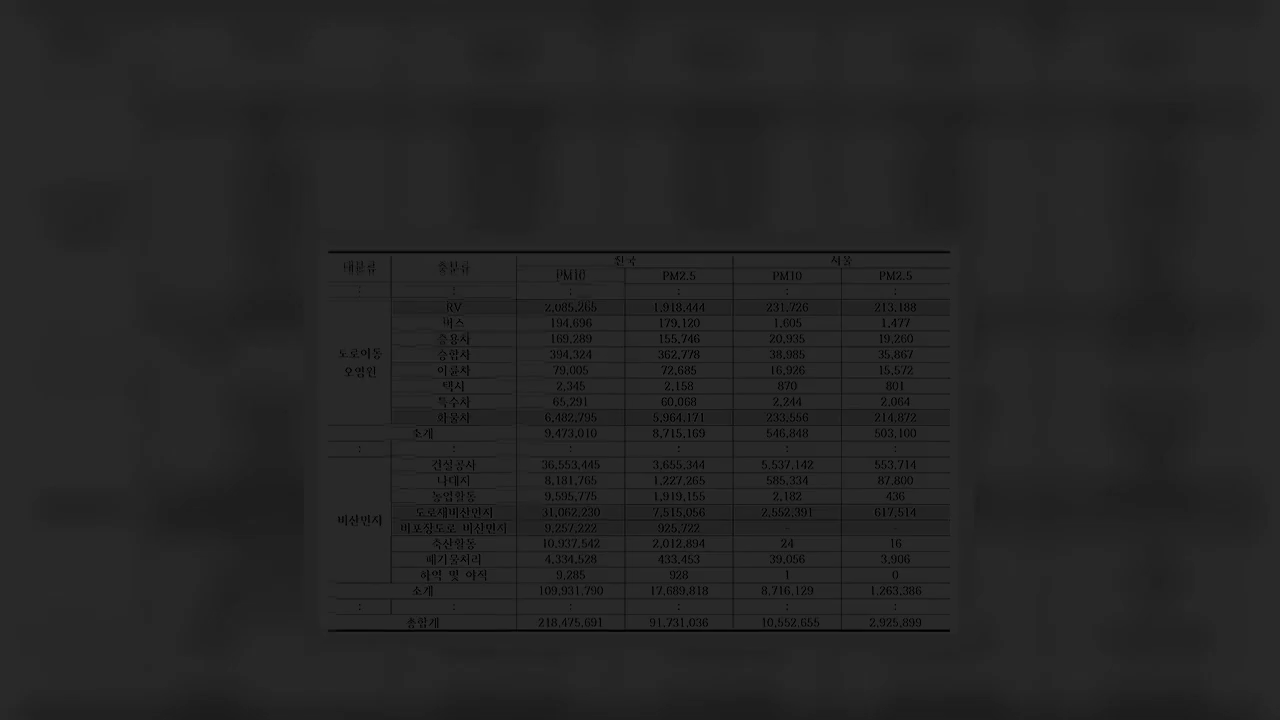 대분류 중분류 전국 서울
PM10 PM2.5 PM10 PM2.5
: : : : : :
RV 2,085,265 1,918,444 231,726 213,188
버스 194,696 179,120 1,605 1,477
승용차 169,289 155,746 20,935 19,260
도로이동 오염원 승합차 394,324 362,778 38,985 35,867
이륜차 79,005 72,685 16,926 15,572
택시 2,345 2,158 870 801
특수차 65,291 60,068 2,244 2,064
화물차 6,482,795 5,964,171 233,556 214,872
소계 9,473,010 8,715,169 546,848 503,100
: : : : : :
건설공사 36,553,445 3,655,344 5,537,142 553,714
나대지 8,181,765 1,227,265 585,334 87,800
농업활동 9,595,775 1,919,155 2,182 436
도로재비산먼지 31,062,230 7,515,056 2,552,391 617,514
비산먼지 비포장도로 비산먼지 9,257,222 925,722 - -
축산활동 10,937,542 2,012,894 24 16
폐기물처리 4,334,528 433,453 39,056 3,906
하역 및 야적 9,285 928 1 0
소계 109,931,790 17,689,818 8,716,129 1,263,386
: : : : : :
총합계 218,475,691 91,731,036 10,552,655 2,925,899